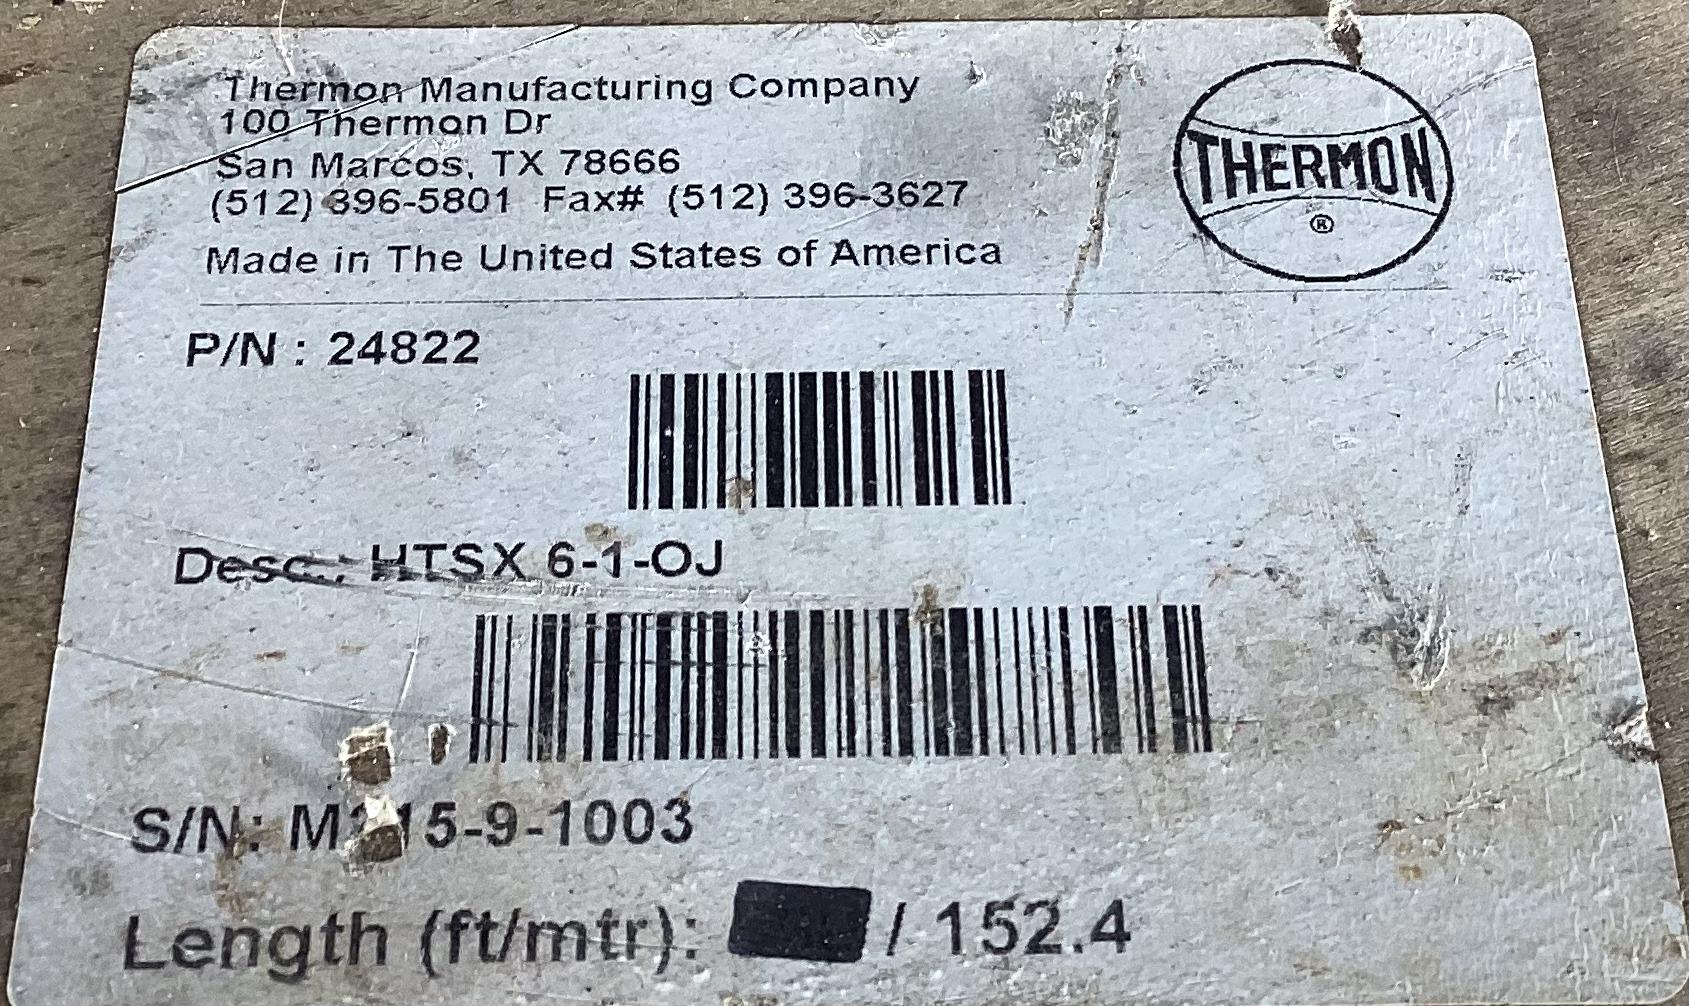 Thermon Manufacturing Company
100 Thermon Dr
San Marcos, TX 78666
(512) 396-5801 Fax# (512) 396-3627
Made in The United States of America
THERMON
®
P/N : 24822
Desc.: HTSX 6-1-OJ
S/N:
Length (ft/mtr): / 152.4